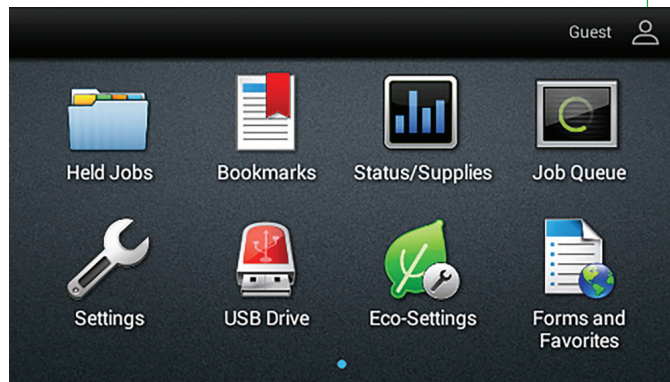 Guest
Held Jobs
Bookmarks
Status/Supplies
Job Queue
Settings
USB Drive
Eco-Settings
Forms and
Favorites